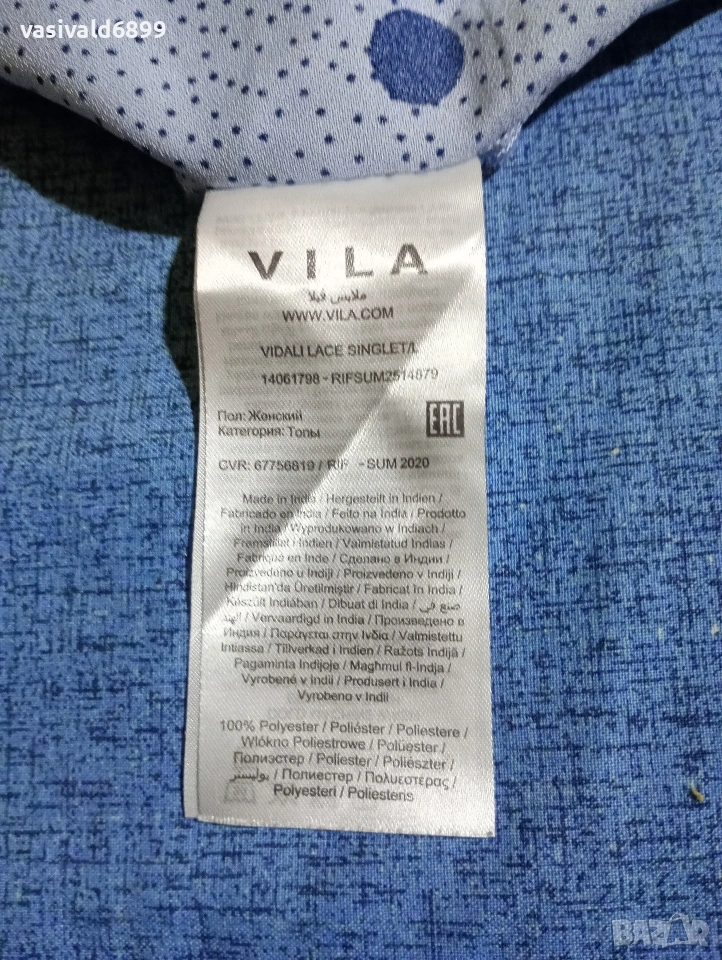 vasivald6899
VILA
ملابس فيلا
WWW.VILA.COM
VIDALI LACE SINGLET/L
14061798 - RIFSUM2514879
Пол: Женский
Категория: Топы
EAC
CVR: 67756819 / RIF -SUM 2020
Made in India / Hergestellt in Indien /
Fabricado en India / Feito na India / Prodotto
in India / Wyprodukowano w Indiach /
Fremstillet i Indien / Valmistatud Indias /
Fabriqué en Inde / Сделано в Индии /
Proizvedeno u Indiji / Proizvedeno v Indiji /
Hindistan'da Üretilmiştir / Fabricat în India /
Készült Indiában / Dibuat di India / صنع في
الهند / Vervaardigd in India / Произведено в
Индия / Παράγεται στην Ινδία / Valmistettu
Intiassa / Tillverkad i Indien / Ražots Indijā /
Pagaminta Indijoje / Maghmul fl-Indja /
Vyrobené v Indii / Produsert i India /
Vyrobeno v Indii
100% Polyester / Poliéster / Poliestere /
Włókno Poliestrowe / Polüester /
Полиэстер / Poliester / Poliészter /
بوليستر / Полиестер / Πολυεστέρας /
Polyesteri / Poliesteris
BAZAR